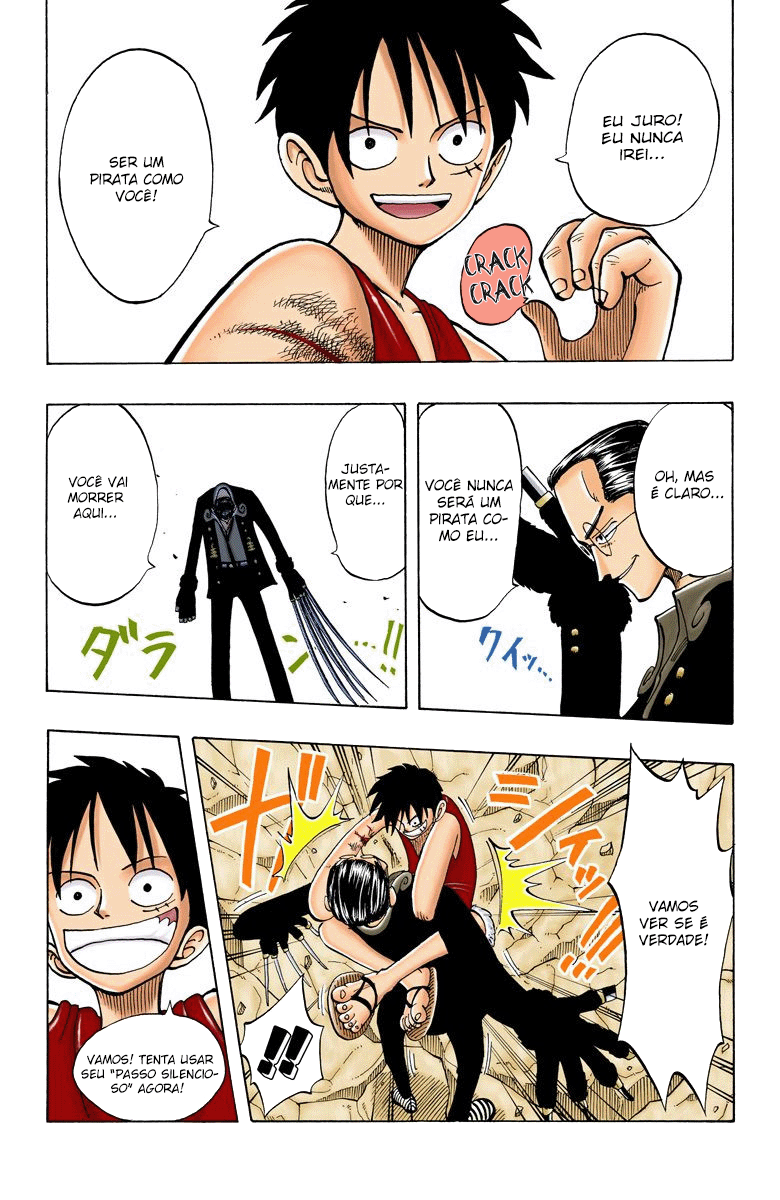 EU JURO!
EU NUNCA
IREI...
SER UM
PIRATA COMO
VOCÊ!
CRACK
CRACK
OH, MAS
É CLARO...
VOCÊ NUNCA
SERÁ UM
PIRATA CO-
MO EU...
クイッ...
JUSTA-
MENTE POR
QUE...
VOCÊ VAI
MORRER
AQUI...
ダラン...!!
VAMOS
VER SE É
VERDADE!
ガシィッ!!!
!!
VAMOS! TENTA USAR
SEU "PASSO SILENCIO-
SO" AGORA!